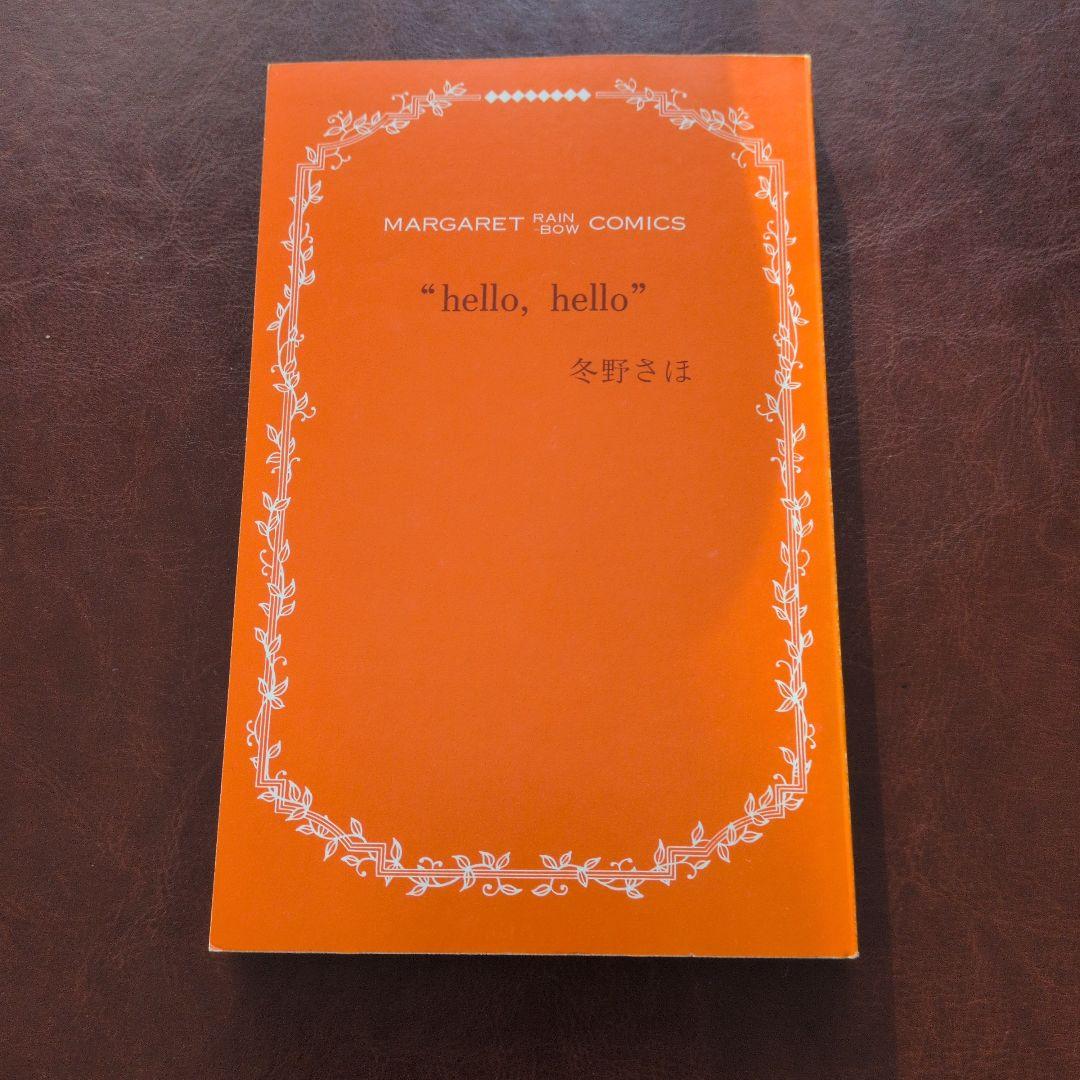 MARGARET RAIN-BOW COMICS
“hello, hello”
冬野さほ